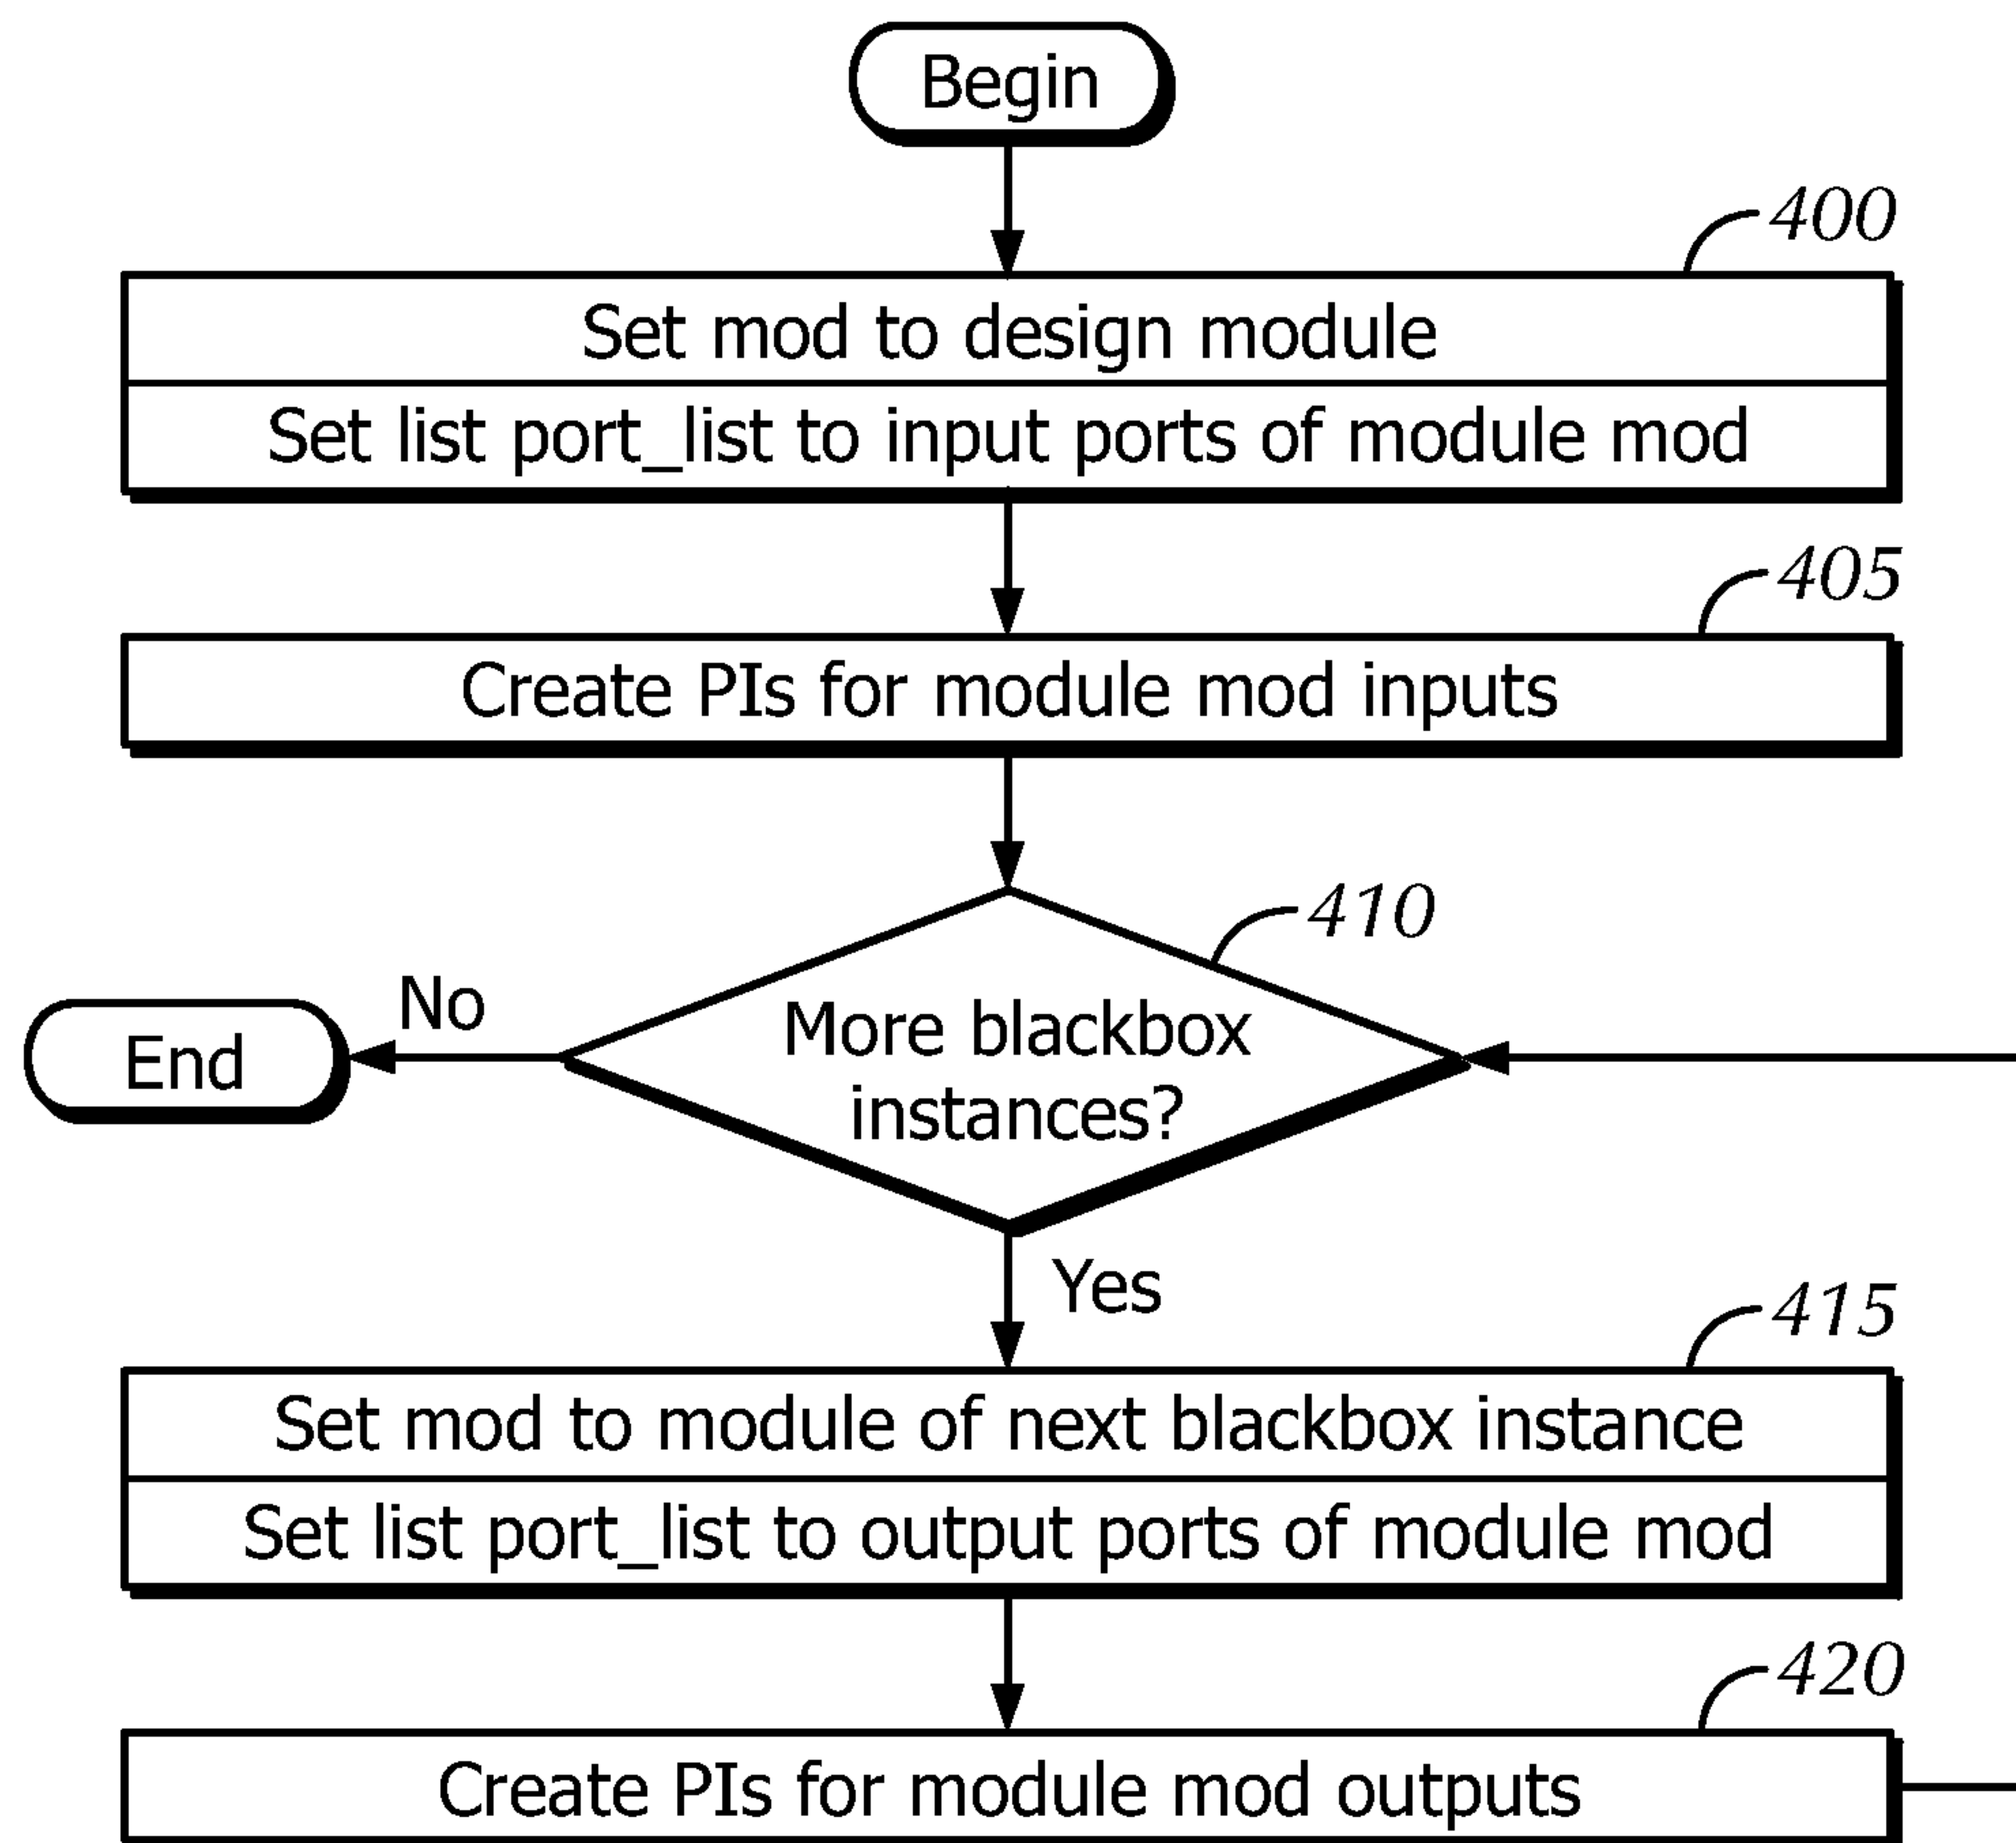 Begin
400
Set mod to design module
Set list port_list to input ports of module mod
405
Create PIs for module mod inputs
410
More blackbox
instances?
No
End
Yes
415
Set mod to module of next blackbox instance
Set list port_list to output ports of module mod
420
Create PIs for module mod outputs